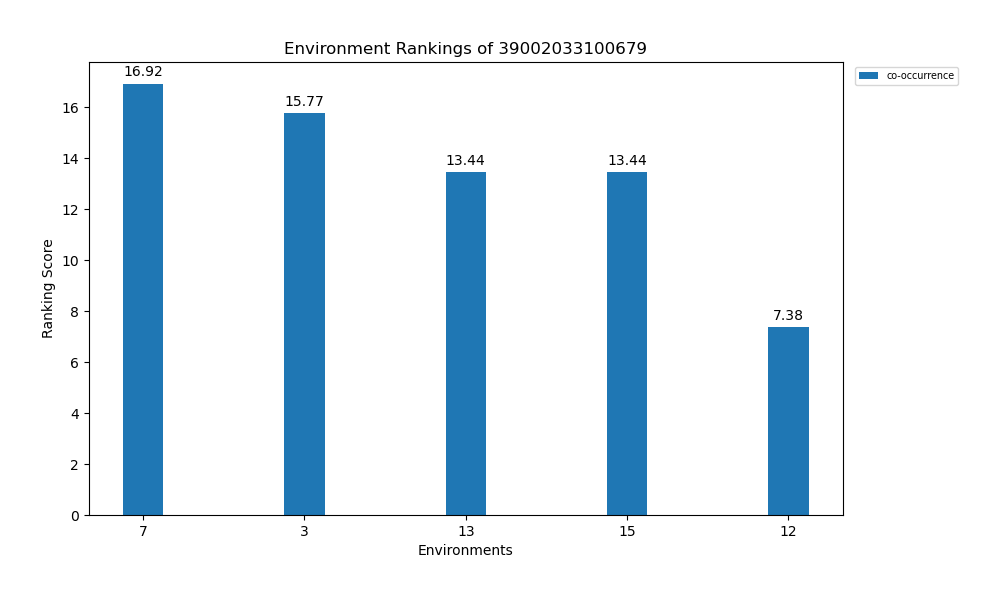 Environment Rankings of 39002033100679
co-occurrence
16.92
15.77
13.44
13.44
7.38
16
14
12
10
8
6
4
2
0
Ranking Score
7 3 13 15 12
Environments